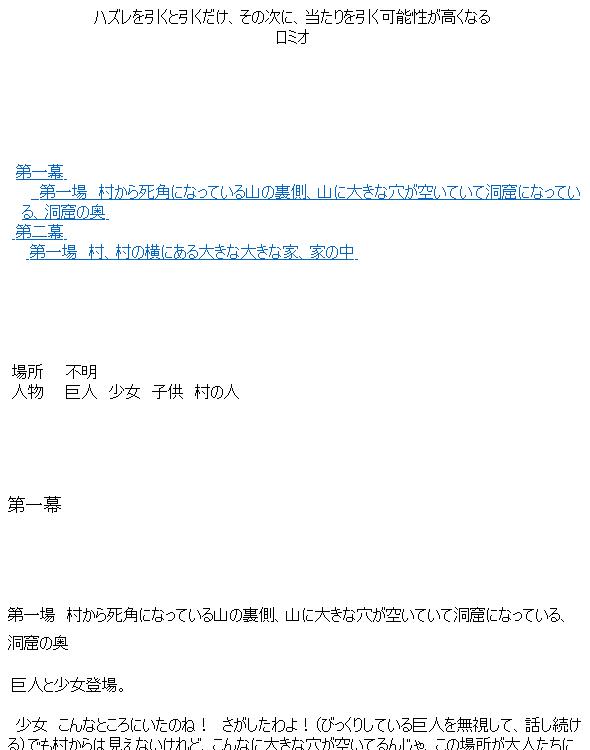 ハズレを引くと引くだけ、その次に、当たりを引く可能性が高くなる
ロミオ
第一幕
第一場　村から死角になっている山の裏側、山に大きな穴が空いていて洞窟になってい
る、洞窟の奥
第二幕
第一場　村、村の横にある大きな大きな家、家の中
場所　不明
人物　巨人　少女　子供　村の人
第一幕
第一場　村から死角になっている山の裏側、山に大きな穴が空いていて洞窟になっている、
洞窟の奥
巨人と少女登場。
少女　こんなところにいたのね！　さがしたわよ！（びっくりしている巨人を無視して、話し続け
る）でも村からは見えないけれど、こんなに大きな穴が空いてるんじゃ、この場所が大人たちに